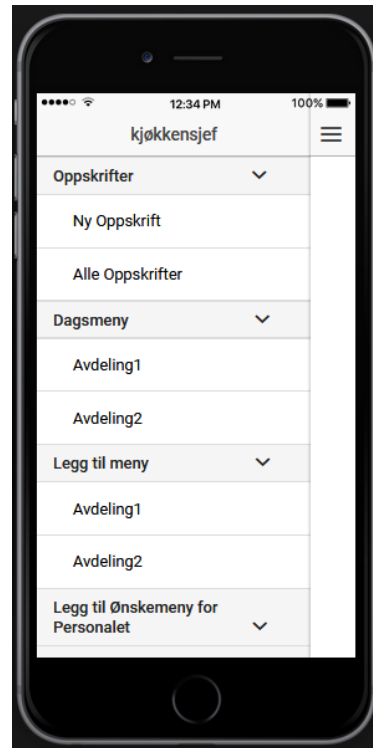 12:34 PM
100%
kjøkkensjef
Oppskrifter
Ny Oppskrift
Alle Oppskrifter
Dagsmeny
Avdeling1
Avdeling2
Legg til meny
Avdeling1
Avdeling2
Legg til Ønskemeny for
Personalet